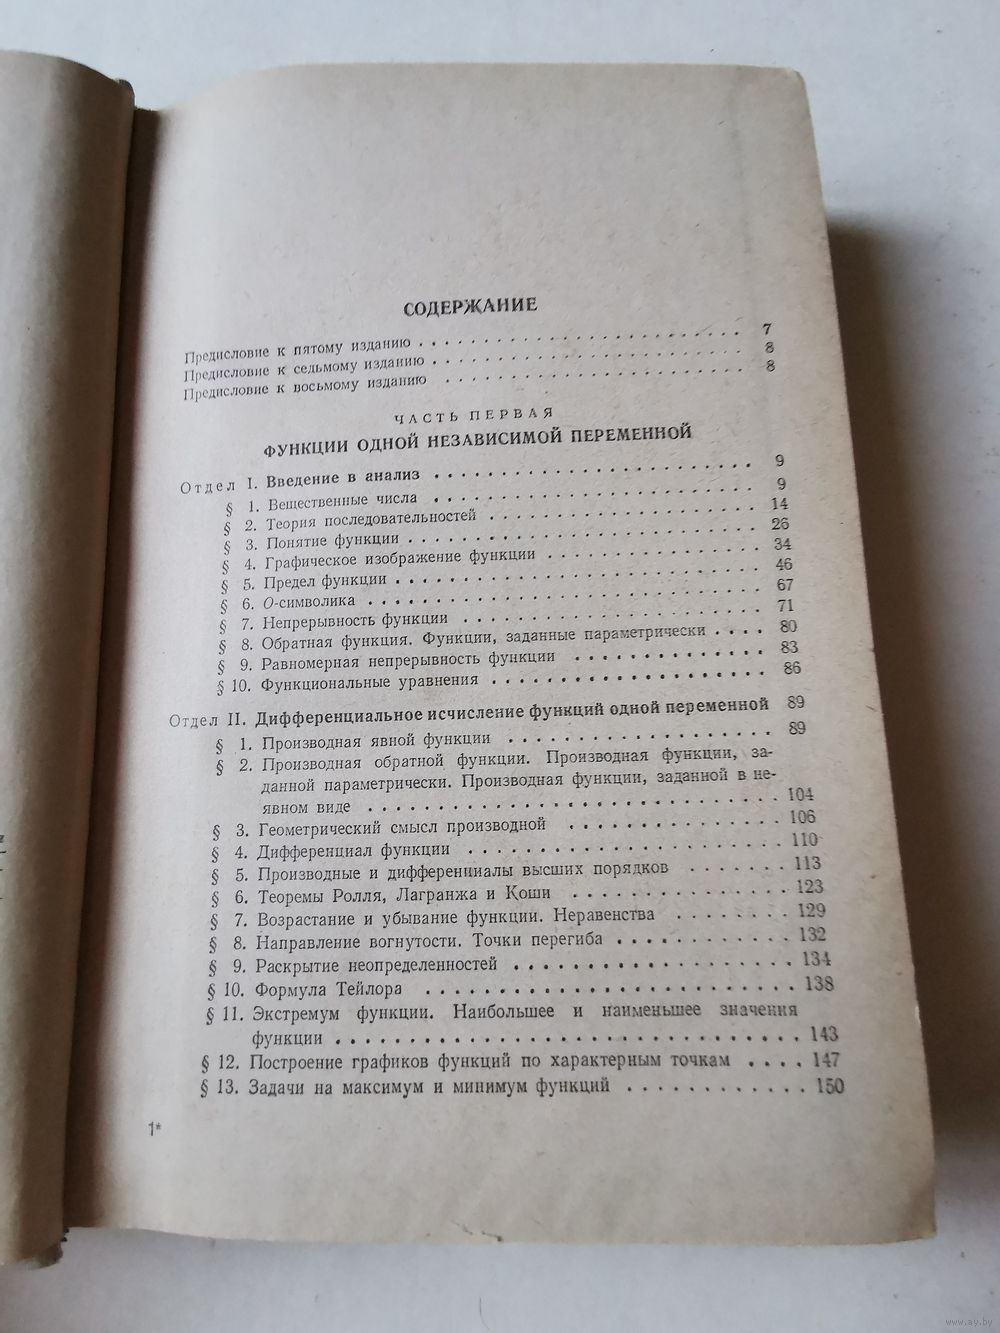 СОДЕРЖАНИЕ
Предисловие к пятому изданию . . . . . . . . . . . . . . . . . . . . 7
Предисловие к седьмому изданию . . . . . . . . . . . . . . . . . . . 8
Предисловие к восьмому изданию . . . . . . . . . . . . . . . . . . . 8
ЧАСТЬ ПЕРВАЯ
ФУНКЦИИ ОДНОЙ НЕЗАВИСИМОЙ ПЕРЕМЕННОЙ
Отдел I. Введение в анализ . . . . . . . . . . . . . . . . . . . . 9
§ 1. Вещественные числа . . . . . . . . . . . . . . . . . . . . 9
§ 2. Теория последовательностей . . . . . . . . . . . . . . . . 14
§ 3. Понятие функции . . . . . . . . . . . . . . . . . . . . . 26
§ 4. Графическое изображение функции . . . . . . . . . . . . . 34
§ 5. Предел функции . . . . . . . . . . . . . . . . . . . . . . 46
§ 6. О-символика . . . . . . . . . . . . . . . . . . . . . . . 67
§ 7. Непрерывность функции . . . . . . . . . . . . . . . . . . 71
§ 8. Обратная функция. Функции, заданные параметрически . . . . 80
§ 9. Равномерная непрерывность функции . . . . . . . . . . . . 83
§ 10. Функциональные уравнения . . . . . . . . . . . . . . . . 86
Отдел II. Дифференциальное исчисление функций одной переменной 89
§ 1. Производная явной функции . . . . . . . . . . . . . . . . 89
§ 2. Производная обратной функции. Производная функции, за-
данной параметрически. Производная функции, заданной в не-
явном виде . . . . . . . . . . . . . . . . . . . . . . . . . 104
§ 3. Геометрический смысл производной . . . . . . . . . . . . 106
§ 4. Дифференциал функции . . . . . . . . . . . . . . . . . . 110
§ 5. Производные и дифференциалы высших порядков . . . . . . . 113
§ 6. Теоремы Ролля, Лагранжа и Коши . . . . . . . . . . . . . 123
§ 7. Возрастание и убывание функции. Неравенства . . . . . . . 129
§ 8. Направление вогнутости. Точки перегиба . . . . . . . . . 132
§ 9. Раскрытие неопределенностей . . . . . . . . . . . . . . . 134
§ 10. Формула Тейлора . . . . . . . . . . . . . . . . . . . . 138
§ 11. Экстремум функции. Наибольшее и наименьшее значения
функции . . . . . . . . . . . . . . . . . . . . . . . . . . 143
§ 12. Построение графиков функций по характерным точкам . . . . 147
§ 13. Задачи на максимум и минимум функций . . . . . . . . . . 150
1*
www.ay.by